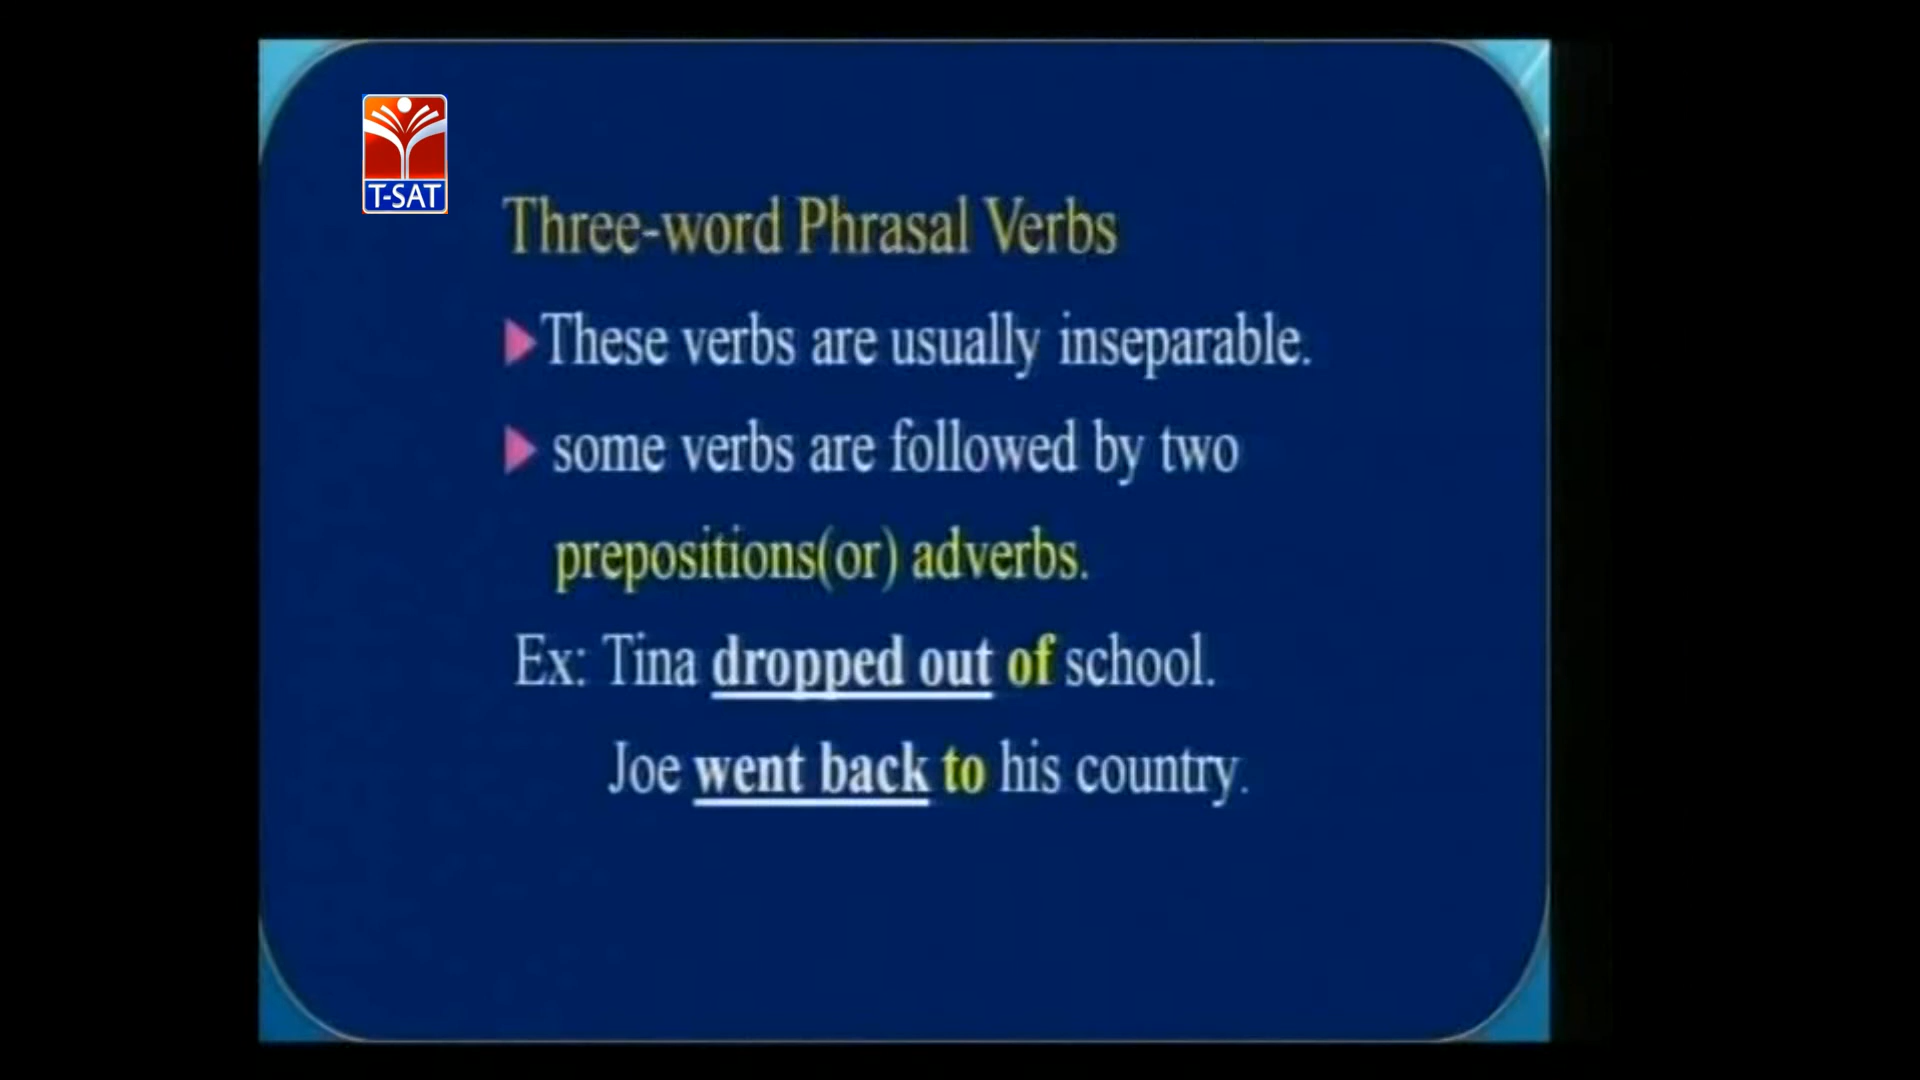 T-SAT
Three-word Phrasal Verbs
These verbs are usually inseparable.
some verbs are followed by two
prepositions(or) adverbs.
Ex: Tina dropped out of school.
Joe went back to his country.